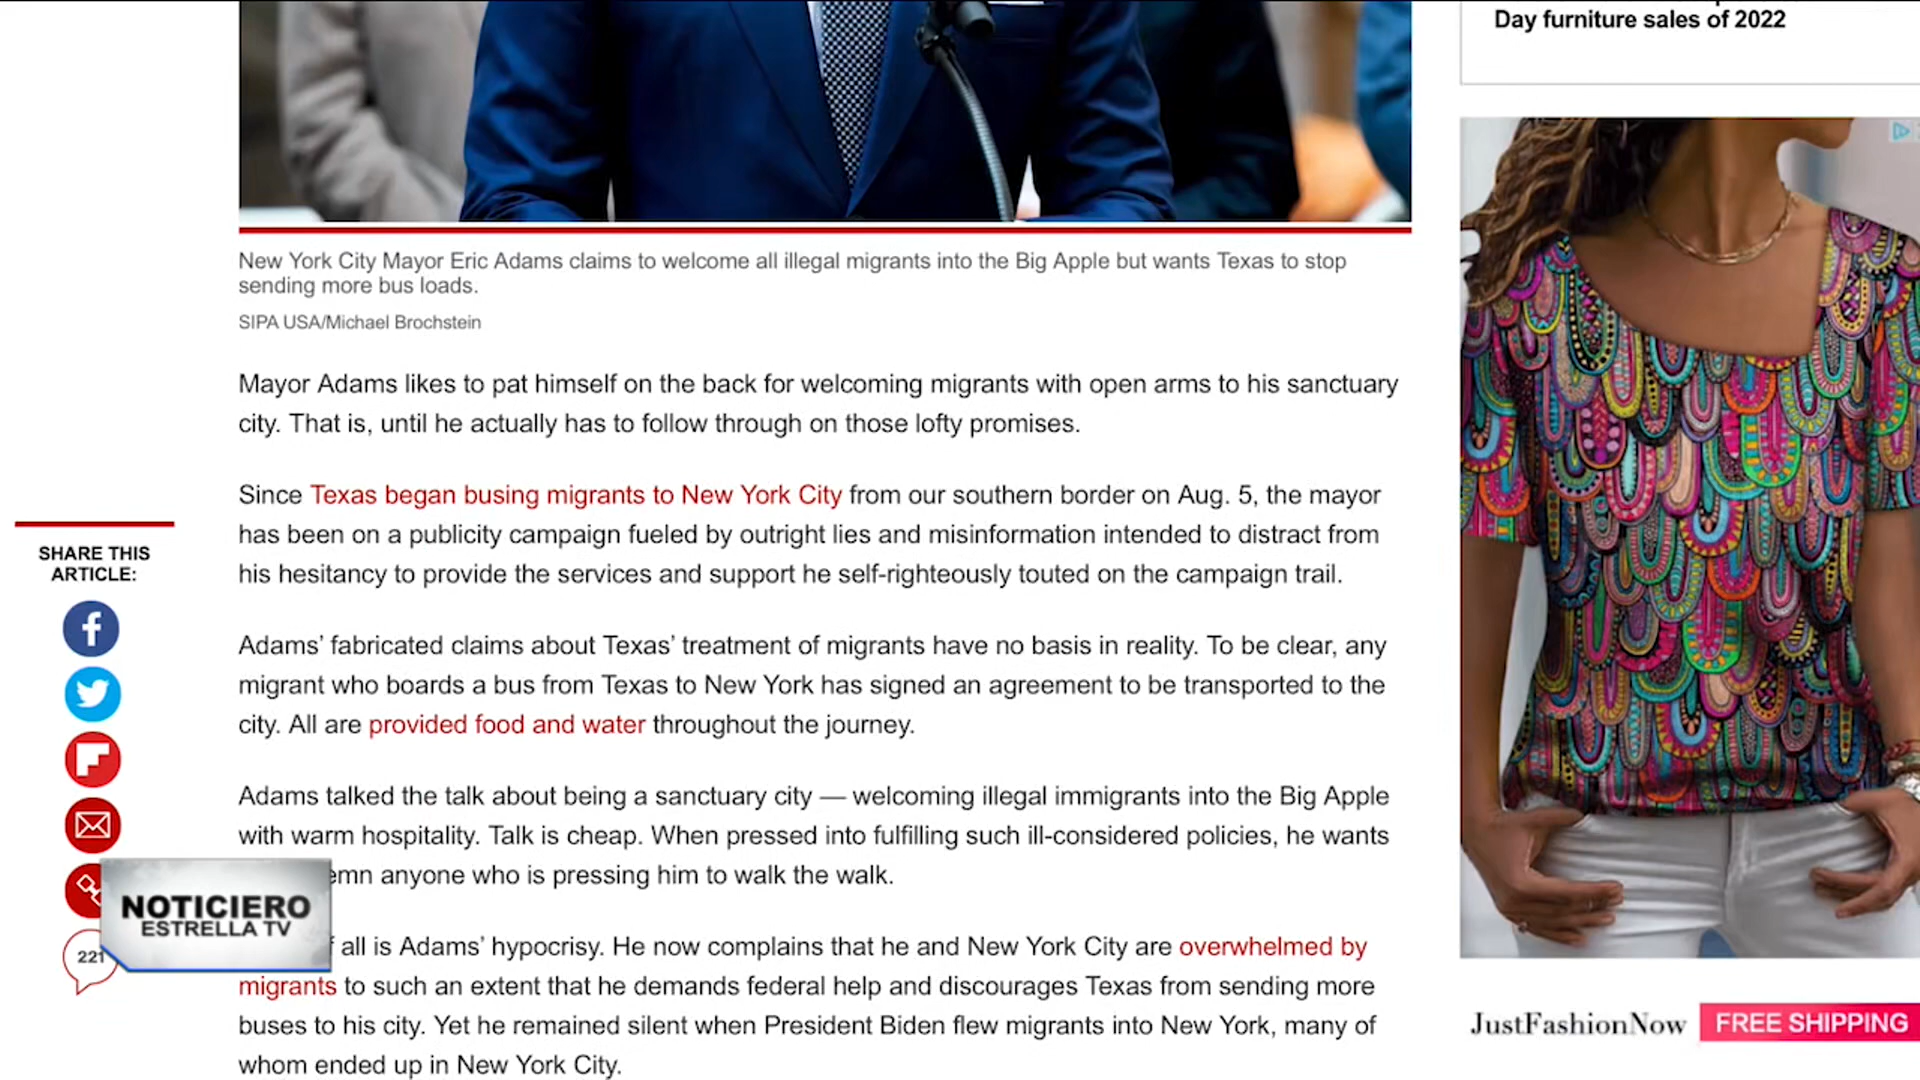 Day furniture sales of 2022
New York City Mayor Eric Adams claims to welcome all illegal migrants into the Big Apple but wants Texas to stop
sending more bus loads.
SIPA USA/Michael Brochstein
Mayor Adams likes to pat himself on the back for welcoming migrants with open arms to his sanctuary
city. That is, until he actually has to follow through on those lofty promises.
Since Texas began busing migrants to New York City from our southern border on Aug. 5, the mayor
has been on a publicity campaign fueled by outright lies and misinformation intended to distract from
his hesitancy to provide the services and support he self-righteously touted on the campaign trail.
Adams’ fabricated claims about Texas’ treatment of migrants have no basis in reality. To be clear, any
migrant who boards a bus from Texas to New York has signed an agreement to be transported to the
city. All are provided food and water throughout the journey.
Adams talked the talk about being a sanctuary city — welcoming illegal immigrants into the Big Apple
with warm hospitality. Talk is cheap. When pressed into fulfilling such ill-considered policies, he wants
emn anyone who is pressing him to walk the walk.
all is Adams’ hypocrisy. He now complains that he and New York City are overwhelmed by
migrants to such an extent that he demands federal help and discourages Texas from sending more
buses to his city. Yet he remained silent when President Biden flew migrants into New York, many of
whom ended up in New York City.
SHARE THIS
ARTICLE:
221
NOTICIERO
ESTRELLA TV
JustFashionNow
FREE SHIPPING